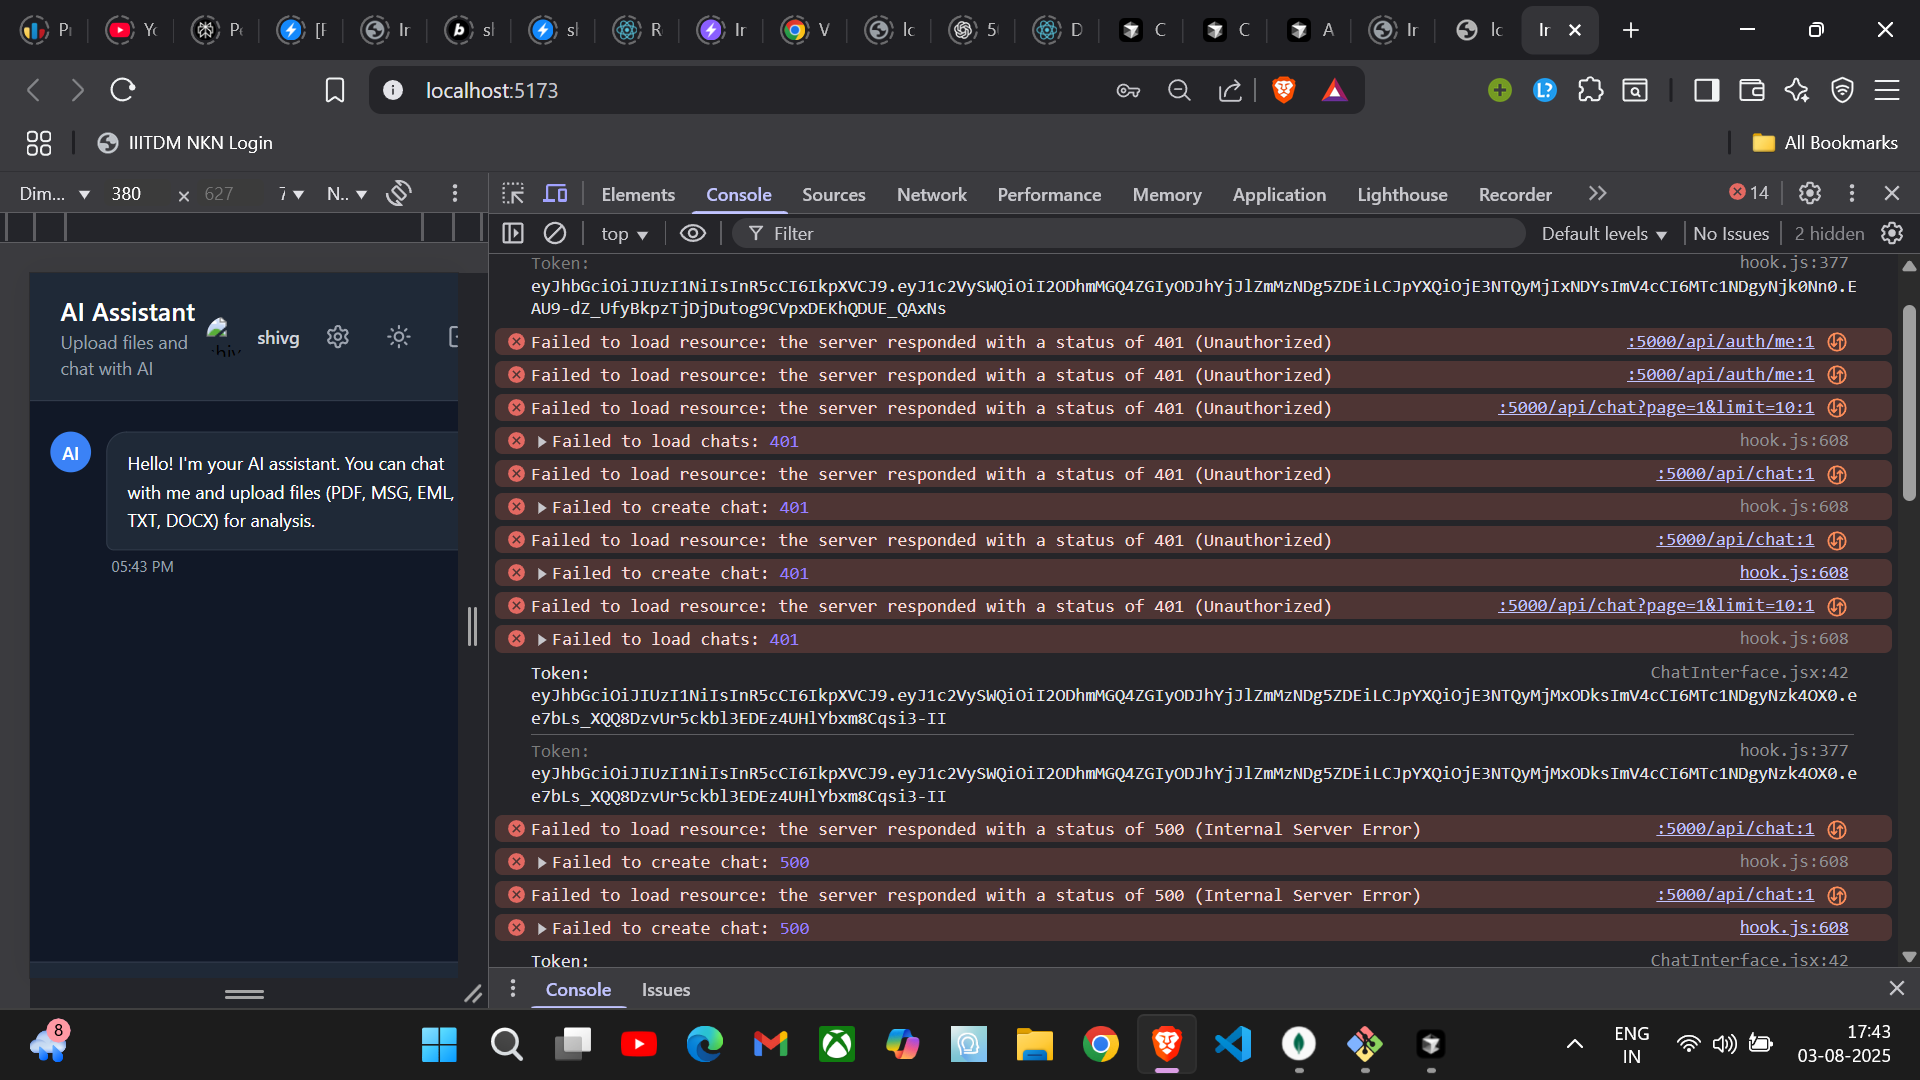 Pr
Yo
Pe
[F
Ir
sl
sl
R
Ir
V
lc
5
D
C
C
A
Ir
lc
Ir
localhost:5173
IIITDM NKN Login
All Bookmarks
Dim... 380 × 627 7 N..
Elements Console Sources Network Performance Memory Application Lighthouse Recorder 14
top Filter Default levels No Issues 2 hidden
AI Assistant
Upload files and
chat with AI
shivg
AI
Hello! I'm your AI assistant. You can chat
with me and upload files (PDF, MSG, EML,
TXT, DOCX) for analysis.
05:43 PM
Token: hook.js:377
eyJhbGciOiJIUzI1NiIsInR5cCI6IkpXVCJ9.eyJ1c2VySWQiOiI2ODhmMGQ4ZGIyODJhYjJlZmMzNDg5ZDEiLCJpYXQiOjE3NTQyMjIxNDYsImV4cCI6MTc1NDgyNjk0Nn0.E
AU9-dZ_UfyBkpzTjDjDutog9CVpxDEKhQDUE_QAxNs
Failed to load resource: the server responded with a status of 401 (Unauthorized) :5000/api/auth/me:1
Failed to load resource: the server responded with a status of 401 (Unauthorized) :5000/api/auth/me:1
Failed to load resource: the server responded with a status of 401 (Unauthorized) :5000/api/chat?page=1&limit=10:1
Failed to load chats: 401 hook.js:608
Failed to load resource: the server responded with a status of 401 (Unauthorized) :5000/api/chat:1
Failed to create chat: 401 hook.js:608
Failed to load resource: the server responded with a status of 401 (Unauthorized) :5000/api/chat:1
Failed to create chat: 401 hook.js:608
Failed to load resource: the server responded with a status of 401 (Unauthorized) :5000/api/chat?page=1&limit=10:1
Failed to load chats: 401 hook.js:608
Token: ChatInterface.jsx:42
eyJhbGciOiJIUzI1NiIsInR5cCI6IkpXVCJ9.eyJ1c2VySWQiOiI2ODhmMGQ4ZGIyODJhYjJlZmMzNDg5ZDEiLCJpYXQiOjE3NTQyMjMxODksImV4cCI6MTc1NDgyNzk4OX0.e
e7bLs_XQQ8DzvUr5ckbl3EDEz4UHlYbxm8Cqsi3-II
Token: hook.js:377
eyJhbGciOiJIUzI1NiIsInR5cCI6IkpXVCJ9.eyJ1c2VySWQiOiI2ODhmMGQ4ZGIyODJhYjJlZmMzNDg5ZDEiLCJpYXQiOjE3NTQyMjMxODksImV4cCI6MTc1NDgyNzk4OX0.e
e7bLs_XQQ8DzvUr5ckbl3EDEz4UHlYbxm8Cqsi3-II
Failed to load resource: the server responded with a status of 500 (Internal Server Error) :5000/api/chat:1
Failed to create chat: 500 hook.js:608
Failed to load resource: the server responded with a status of 500 (Internal Server Error) :5000/api/chat:1
Failed to create chat: 500 hook.js:608
Token: ChatInterface.jsx:42
Console Issues
8
ENG
IN
17:43
03-08-2025